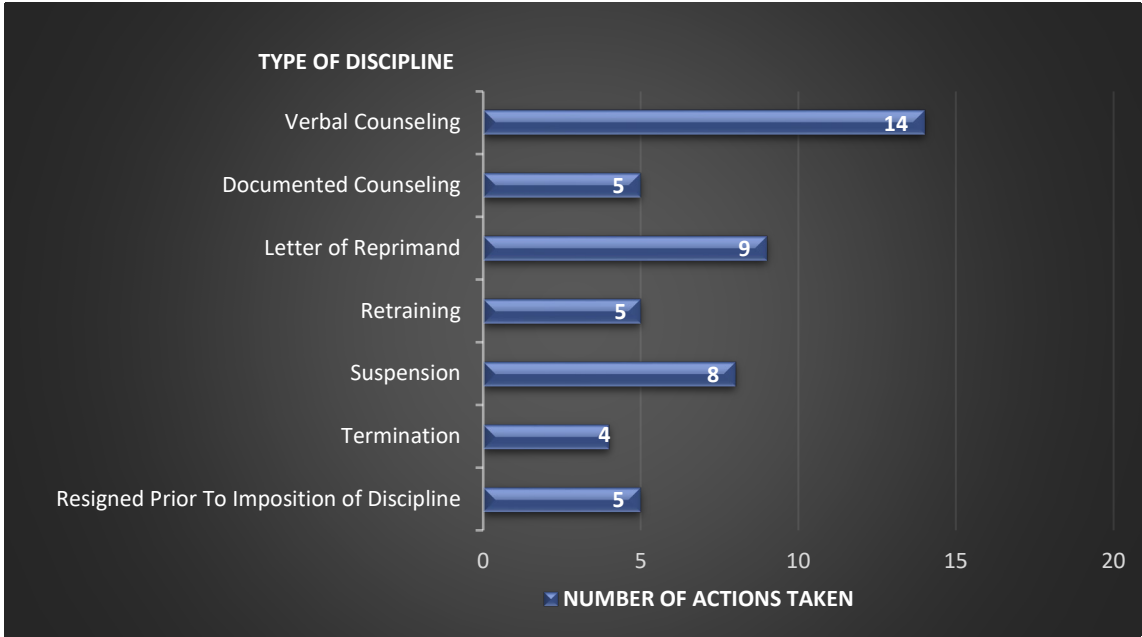 TYPE OF DISCIPLINE
Verbal Counseling 14
Documented Counseling 5
Letter of Reprimand 9
Retraining 5
Suspension 8
Termination 4
Resigned Prior To Imposition of Discipline 5
0 5 10 15 20
NUMBER OF ACTIONS TAKEN